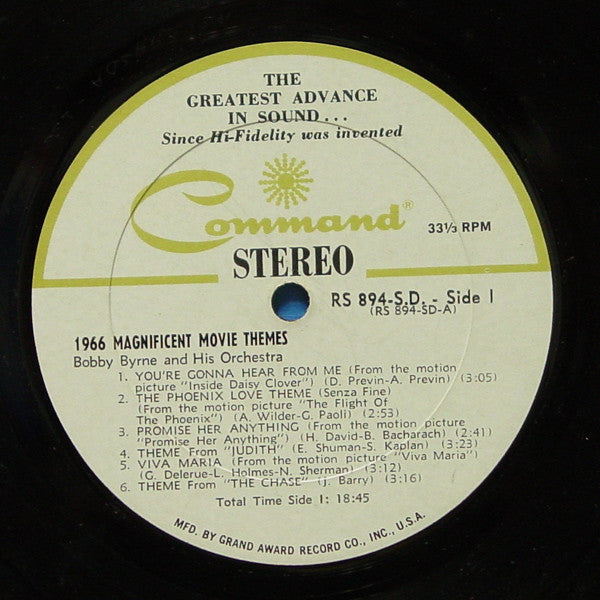 THE
GREATEST ADVANCE
IN SOUND...
Since Hi-Fidelity was invented
Command®
33⅓ RPM
STEREO
RS 894-S.D. - Side I
(RS 894-SD-A)
1966 MAGNIFICENT MOVIE THEMES
Bobby Byrne and His Orchestra
1. YOU'RE GONNA HEAR FROM ME (From the motion
picture "Inside Daisy Clover") (D. Previn-A. Previn) (3:05)
2. THE PHOENIX LOVE THEME (Senza Fine)
(From the motion picture "The Flight Of
The Phoenix") (A. Wilder-G. Paoli) (2:53)
3. PROMISE HER ANYTHING (From the motion picture
"Promise Her Anything") (H. David-B. Bacharach) (2:41)
4. THEME From "JUDITH" (E. Shuman-S. Kaplan) (3:23)
5. VIVA MARIA (From the motion picture "Viva Maria")
(G. Delerue-L. Holmes-N. Sherman) (3:12)
6. THEME From "THE CHASE" (J. Barry) (3:16)
Total Time Side I: 18:45
MFD. BY GRAND AWARD RECORD CO., INC., U.S.A.